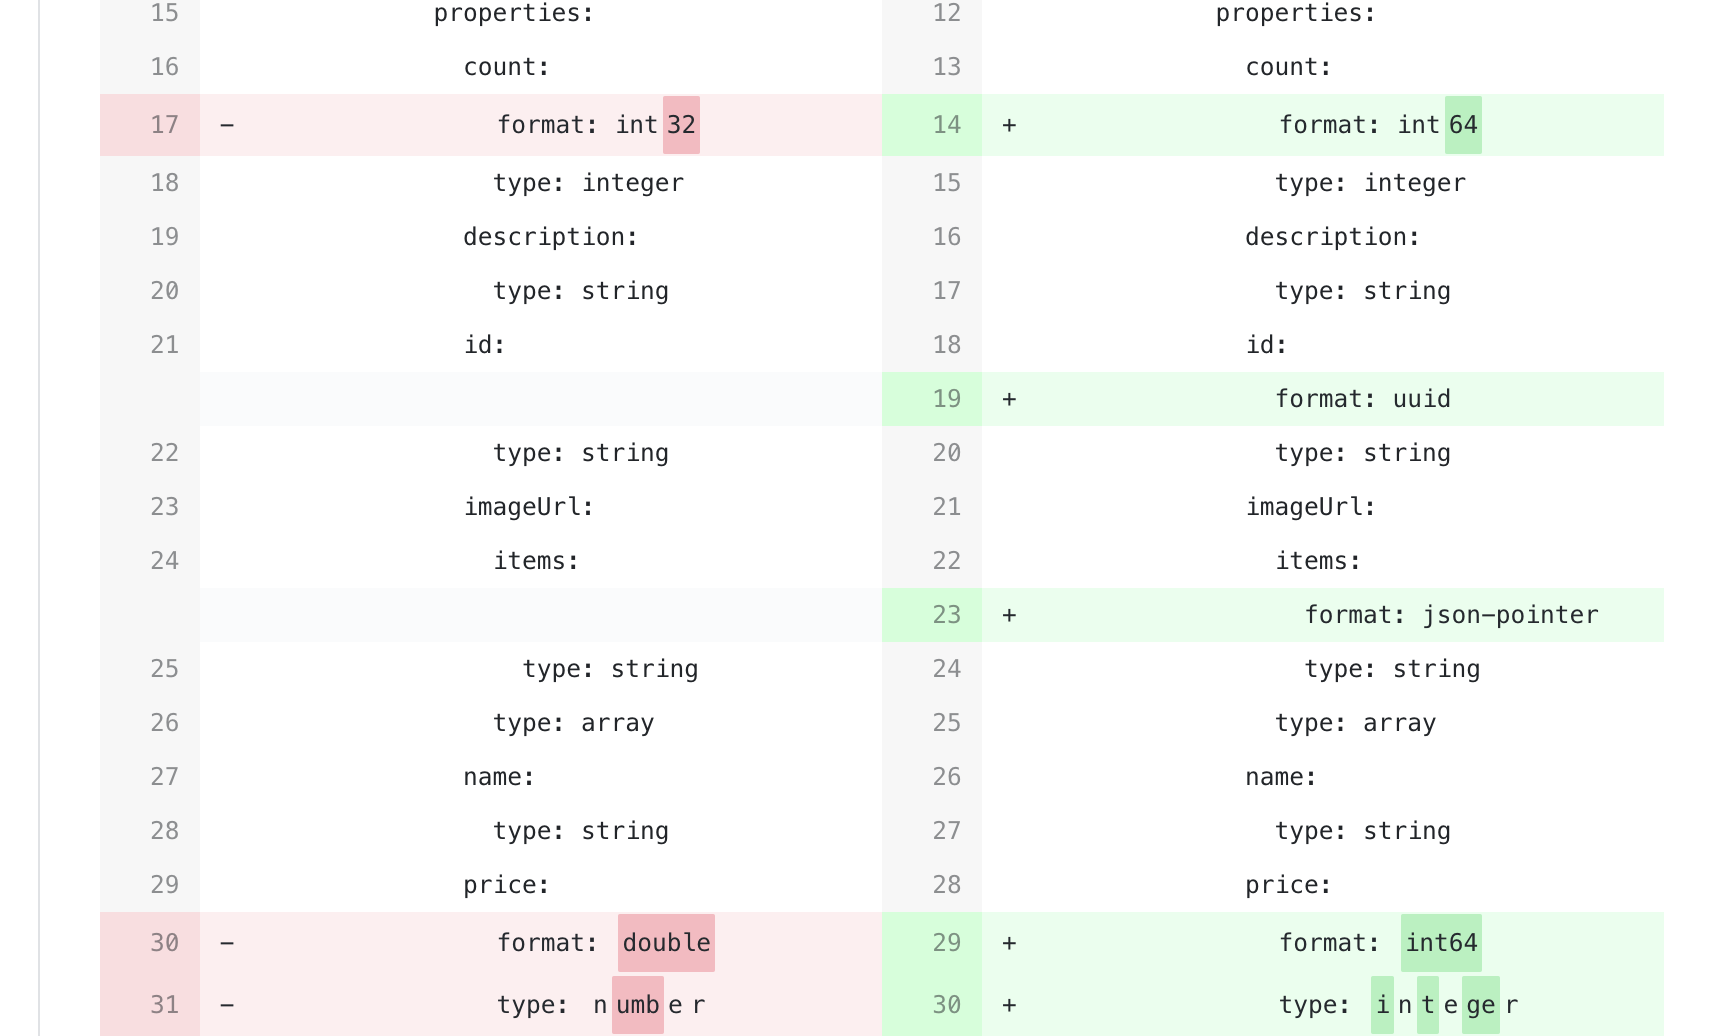 15 properties: 12 properties:
16 count: 13 count:
17 - format: int32 14 + format: int64
18 type: integer 15 type: integer
19 description: 16 description:
20 type: string 17 type: string
21 id: 18 id:
19 + format: uuid
22 type: string 20 type: string
23 imageUrl: 21 imageUrl:
24 items: 22 items:
23 + format: json-pointer
25 type: string 24 type: string
26 type: array 25 type: array
27 name: 26 name:
28 type: string 27 type: string
29 price: 28 price:
30 - format: double 29 + format: int64
31 - type: number 30 + type: integer